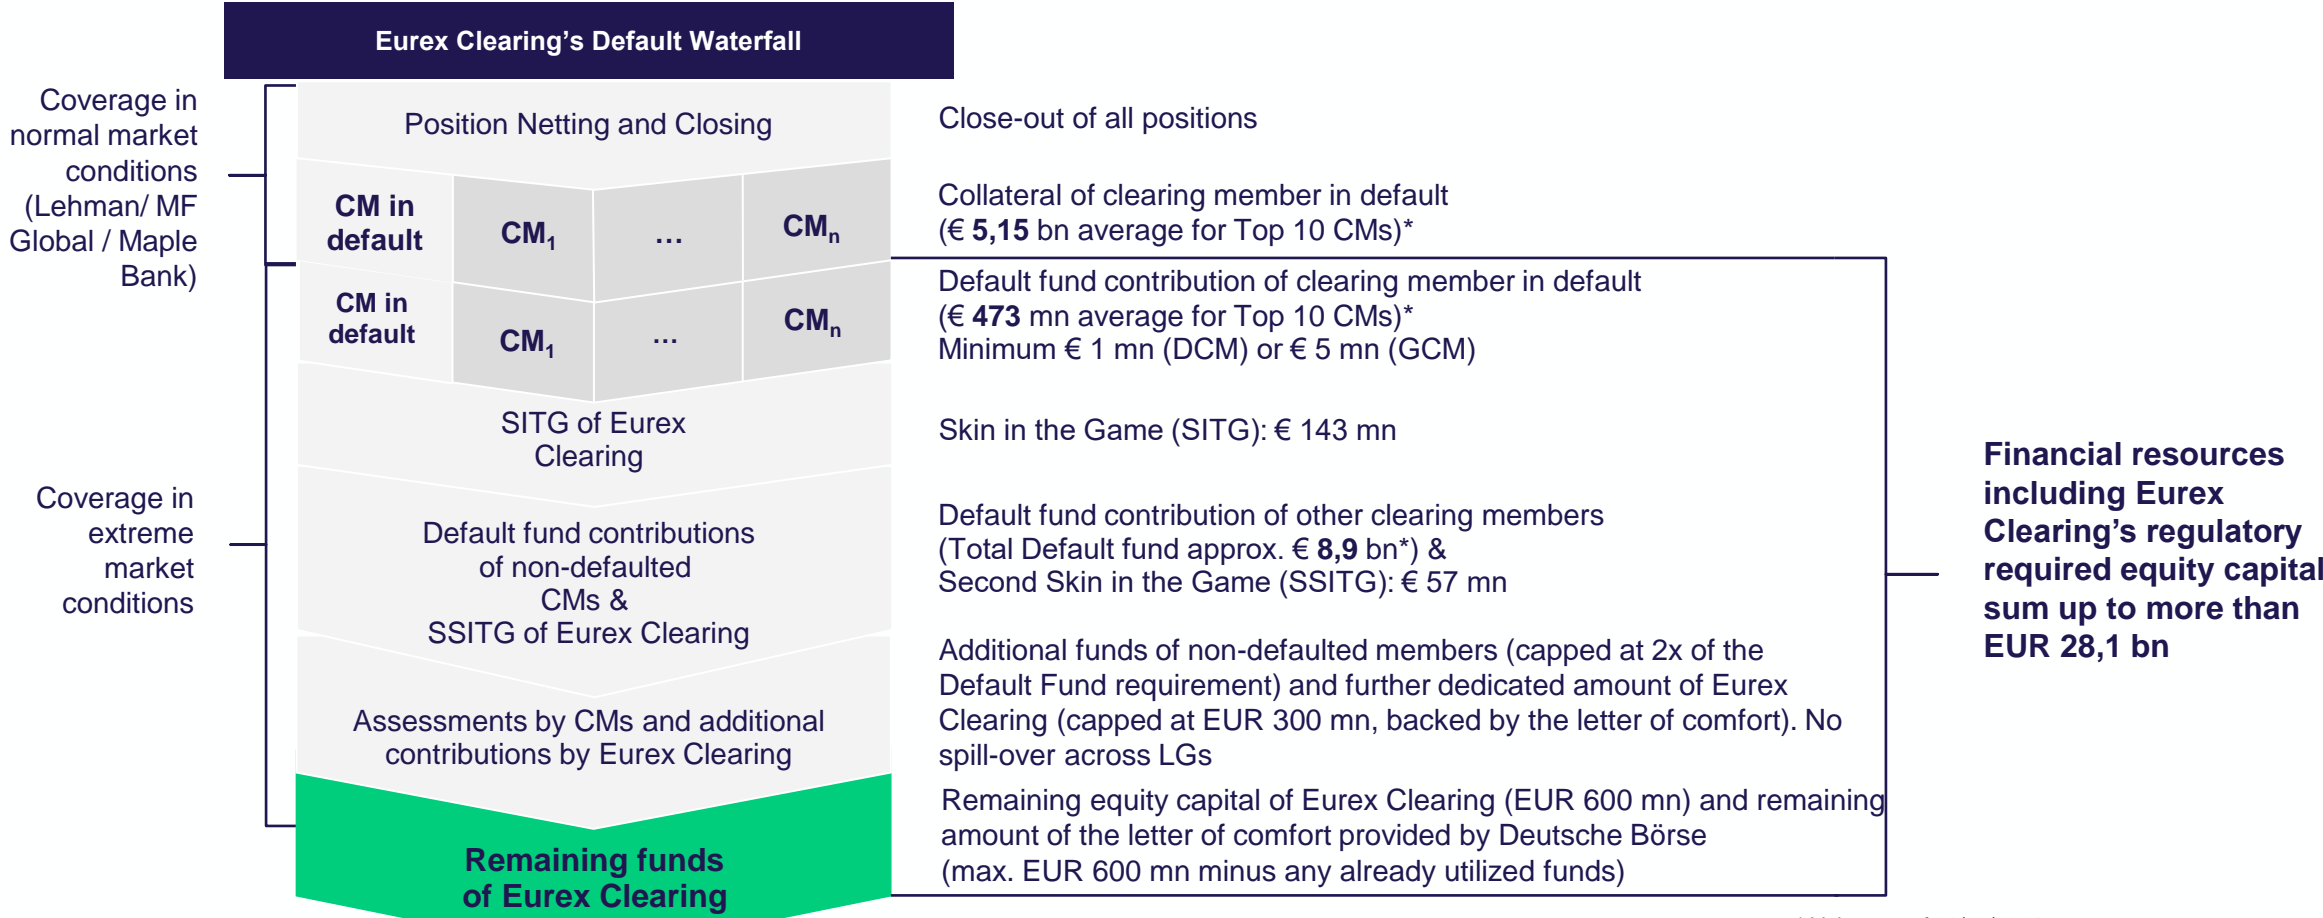 Eurex Clearing's Default Waterfall
Coverage in
normal market
conditions
(Lehman/ MF
Global / Maple
Bank)
Position Netting and Closing
Close-out of all positions
CM in
default
CM1
...
CMn
Collateral of clearing member in default
(€ 5,15 bn average for Top 10 CMs)*
CM in
default
CM1
...
CMn
Default fund contribution of clearing member in default
(€ 473 mn average for Top 10 CMs)*
Minimum € 1 mn (DCM) or € 5 mn (GCM)
SITG of Eurex
Clearing
Skin in the Game (SITG): € 143 mn
Coverage in
extreme
market
conditions
Default fund contributions
of non-defaulted
CMs &
SSITG of Eurex Clearing
Default fund contribution of other clearing members
(Total Default fund approx. € 8,9 bn*) &
Second Skin in the Game (SSITG): € 57 mn
Assessments by CMs and additional
contributions by Eurex Clearing
Additional funds of non-defaulted members (capped at 2x of the
Default Fund requirement) and further dedicated amount of Eurex
Clearing (capped at EUR 300 mn, backed by the letter of comfort). No
spill-over across LGs
Remaining funds
of Eurex Clearing
Remaining equity capital of Eurex Clearing (EUR 600 mn) and remaining
amount of the letter of comfort provided by Deutsche Börse
(max. EUR 600 mn minus any already utilized funds)
Financial resources
including Eurex
Clearing's regulatory
required equity capital
sum up to more than
EUR 28,1 bn